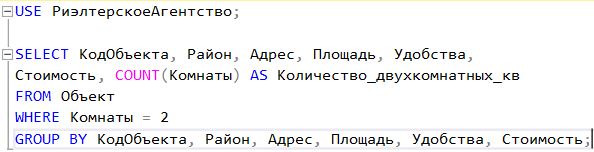 USE РиэлтерскоеАгентство;
SELECT КодОбъекта, Район, Адрес, Площадь, Удобства,
Стоимость, COUNT(Комнаты) AS Количество_двухкомнатных_кв
FROM Объект
WHERE Комнаты = 2
GROUP BY КодОбъекта, Район, Адрес, Площадь, Удобства, Стоимость;